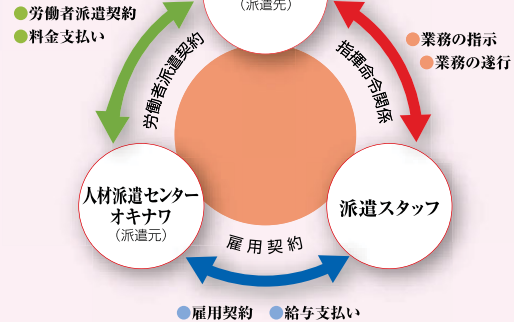 ●労働者派遣契約
●料金支払い
(派遣先)
労働者派遣契約
指揮命令関係
●業務の指示
●業務の遂行
人材派遣センター
オキナワ
(派遣元)
派遣スタッフ
雇用契約
●雇用契約 ●給与支払い